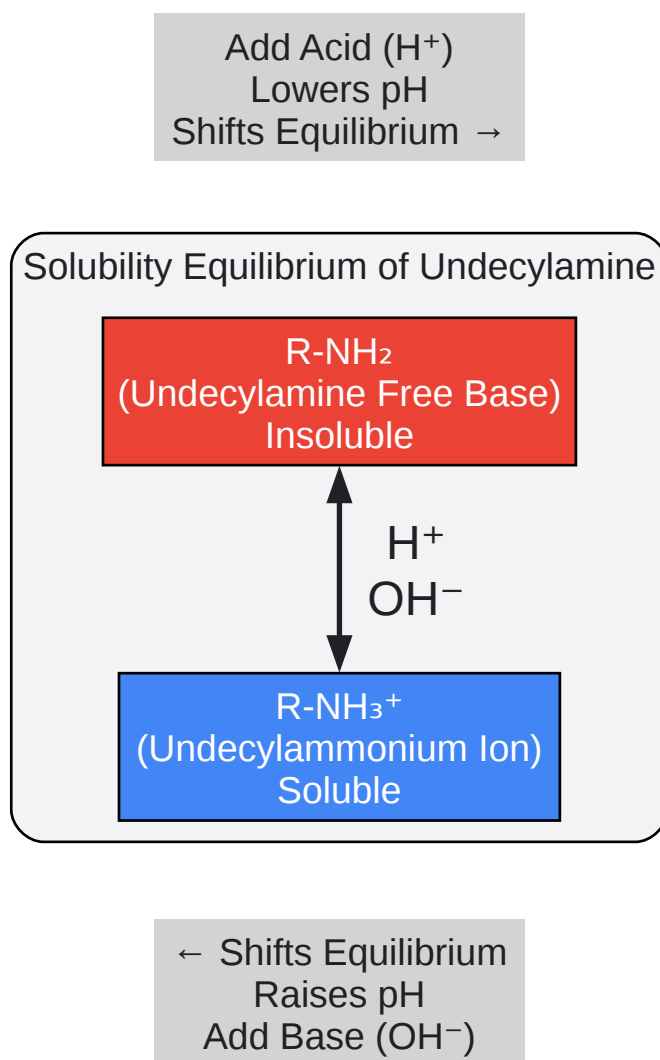 Add Acid (H⁺)
Lowers pH
Shifts Equilibrium →
Solubility Equilibrium of Undecylamine
R-NH₂
(Undecylamine Free Base)
Insoluble
H⁺
OH⁻
R-NH₃⁺
(Undecylammonium Ion)
Soluble
← Shifts Equilibrium
Raises pH
Add Base (OH⁻)